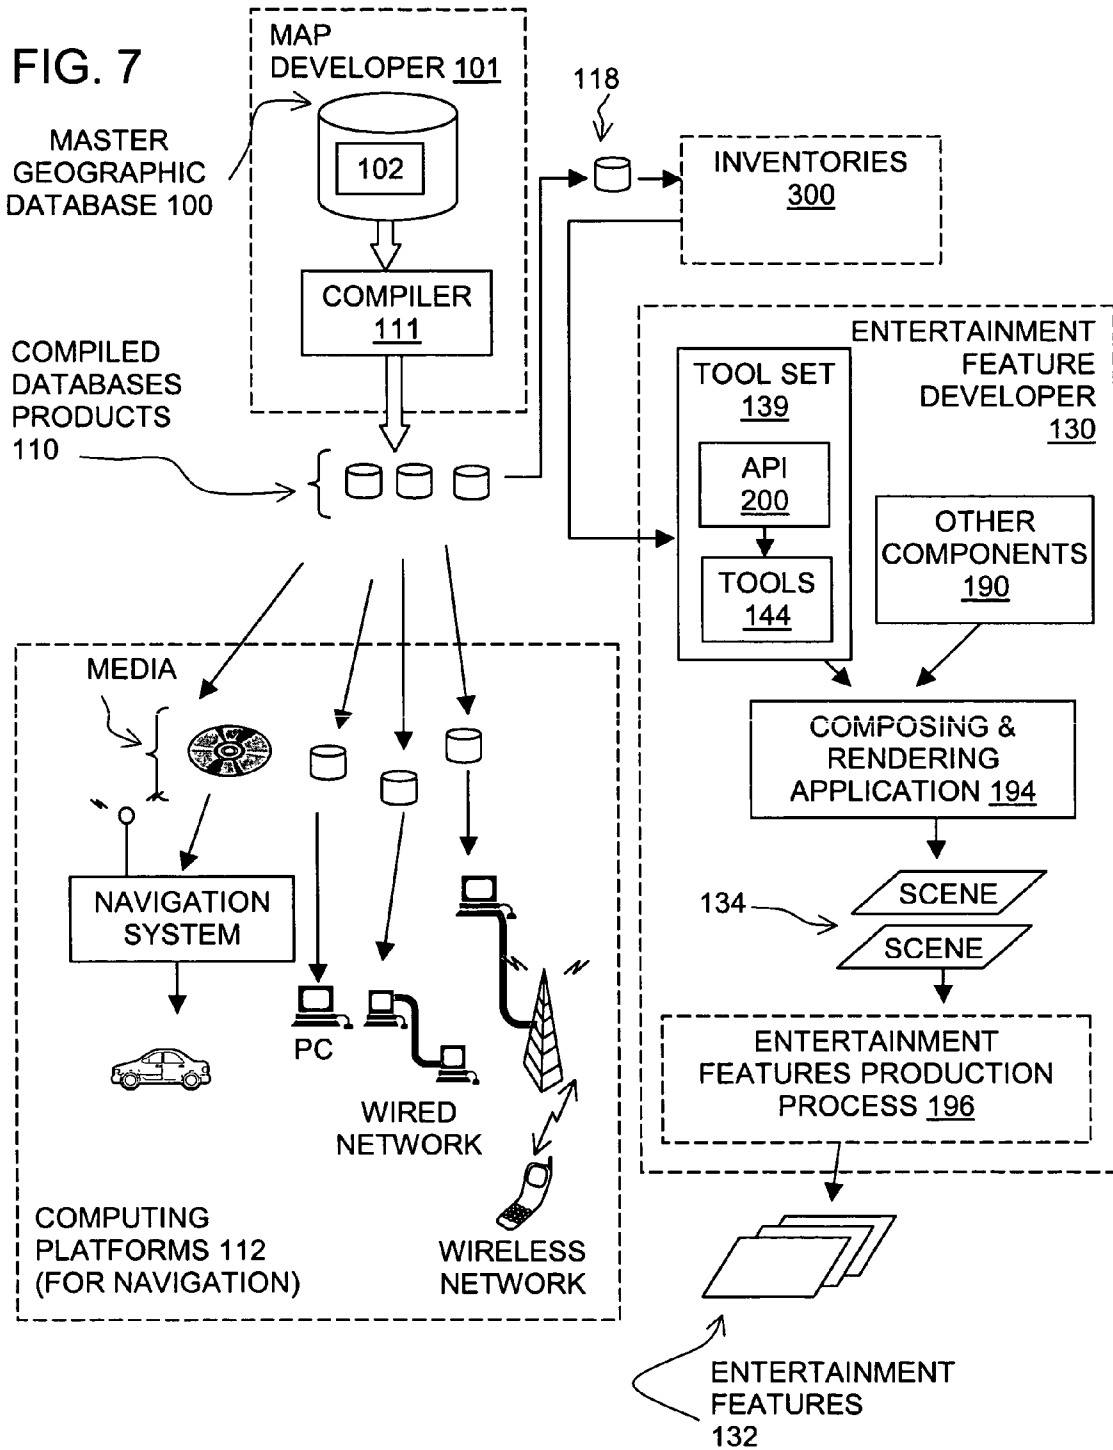 FIG. 7
MAP
DEVELOPER 101
MASTER
GEOGRAPHIC
DATABASE 100
102
118
INVENTORIES
300
COMPILER
111
COMPILED
DATABASES
PRODUCTS
110
ENTERTAINMENT
FEATURE
DEVELOPER
130
TOOL SET
139
API
200
TOOLS
144
OTHER
COMPONENTS
190
MEDIA
COMPOSING &
RENDERING
APPLICATION 194
NAVIGATION
SYSTEM
134
SCENE
SCENE
PC
WIRED
NETWORK
ENTERTAINMENT
FEATURES PRODUCTION
PROCESS 196
COMPUTING
PLATFORMS 112
(FOR NAVIGATION)
WIRELESS
NETWORK
ENTERTAINMENT
FEATURES
132